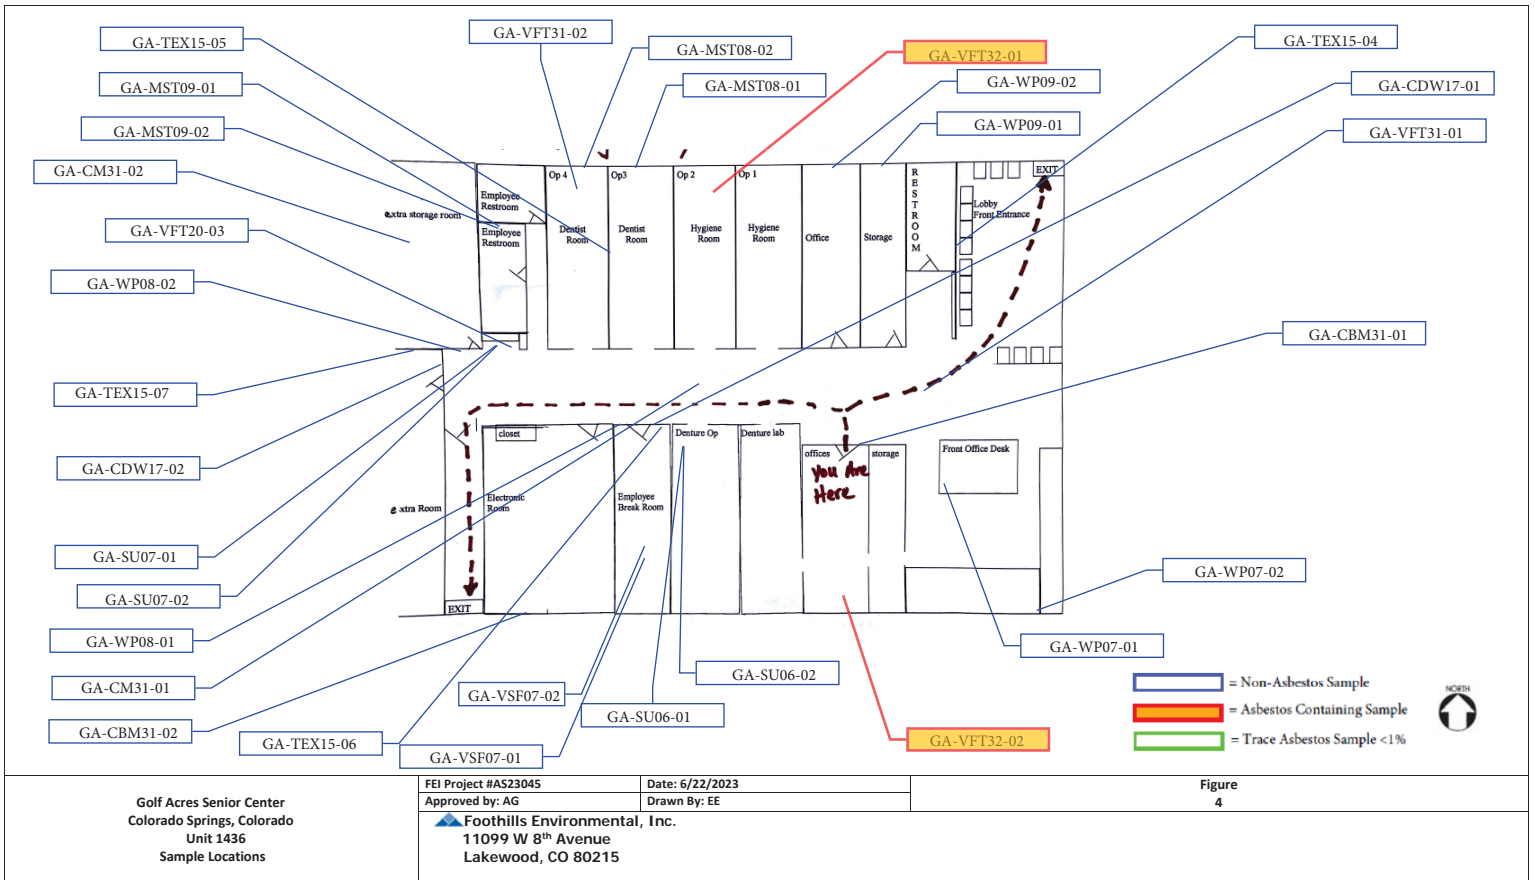 GA-TEX15-05
GA-VFT31-02
GA-MST08-02
GA-VFT32-01
GA-TEX15-04
GA-MST09-01
GA-MST08-01
GA-WP09-02
GA-CDW17-01
GA-MST09-02
GA-WP09-01
GA-VFT31-01
GA-CM31-02
GA-VFT20-03
GA-WP08-02
GA-TEX15-07
GA-CDW17-02
GA-SU07-01
GA-SU07-02
GA-WP08-01
GA-CM31-01
GA-CBM31-02
GA-TEX15-06
GA-VSF07-02
GA-VSF07-01
GA-SU06-01
GA-SU06-02
GA-VFT32-02
GA-CBM31-01
GA-WP07-02
GA-WP07-01
extra storage room
Employee
Restroom
Employee
Restroom
Op 4
Dentist
Room
Op3
Dentist
Room
Op 2
Hygiene
Room
Op 1
Hygiene
Room
Office
Storage
RESTROOM
Lobby
Front Entrance
EXIT
closet
Electronic
Room
extra Room
EXIT
Employee
Break Room
Denture Op
Denture lab
offices
You Are
Here
storage
Front Office Desk
= Non-Asbestos Sample
= Asbestos Containing Sample
= Trace Asbestos Sample <1%
NORTH
Golf Acres Senior Center
Colorado Springs, Colorado
Unit 1436
Sample Locations
FEI Project #AS23045
Date: 6/22/2023
Approved by: AG
Drawn By: EE
Foothills Environmental, Inc.
11099 W 8th Avenue
Lakewood, CO 80215
Figure
4